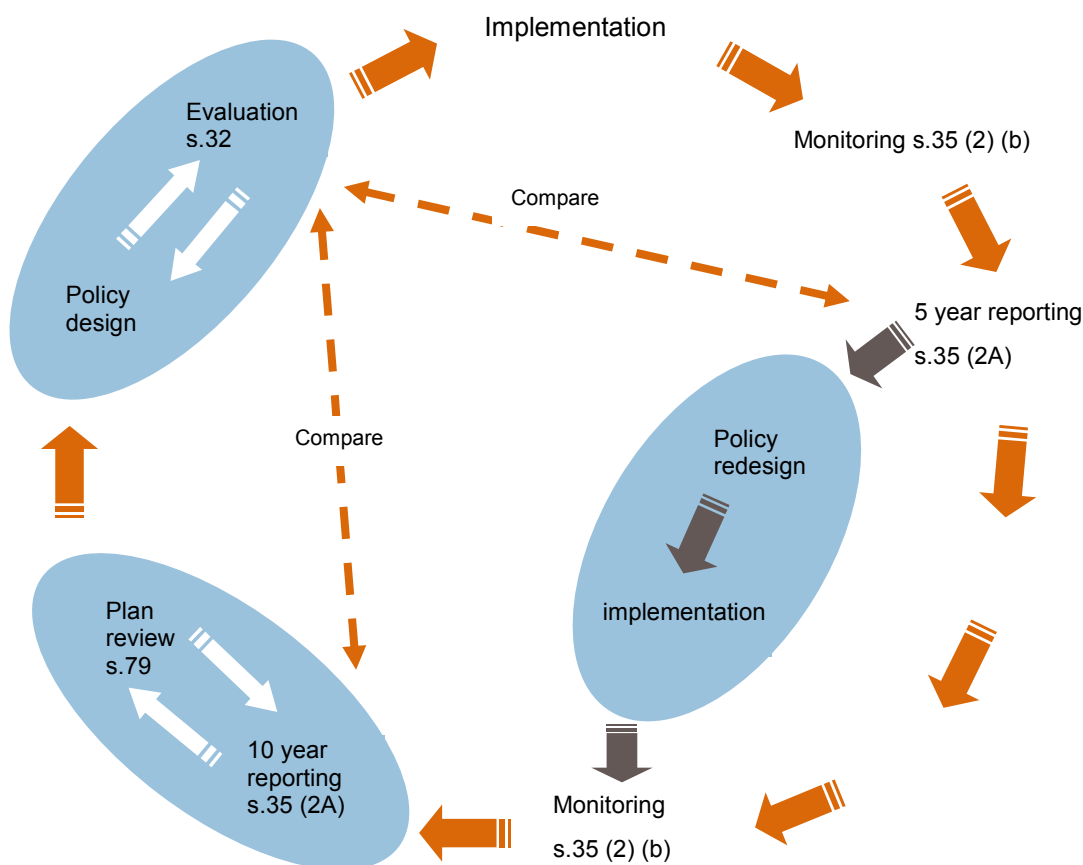 Implementation
Evaluation
s.32
Monitoring s.35 (2) (b)
Compare
Policy
design
5 year reporting
s.35 (2A)
Compare
Policy
redesign
implementation
Plan
review
s.79
10 year
reporting
s.35 (2A)
Monitoring
s.35 (2) (b)